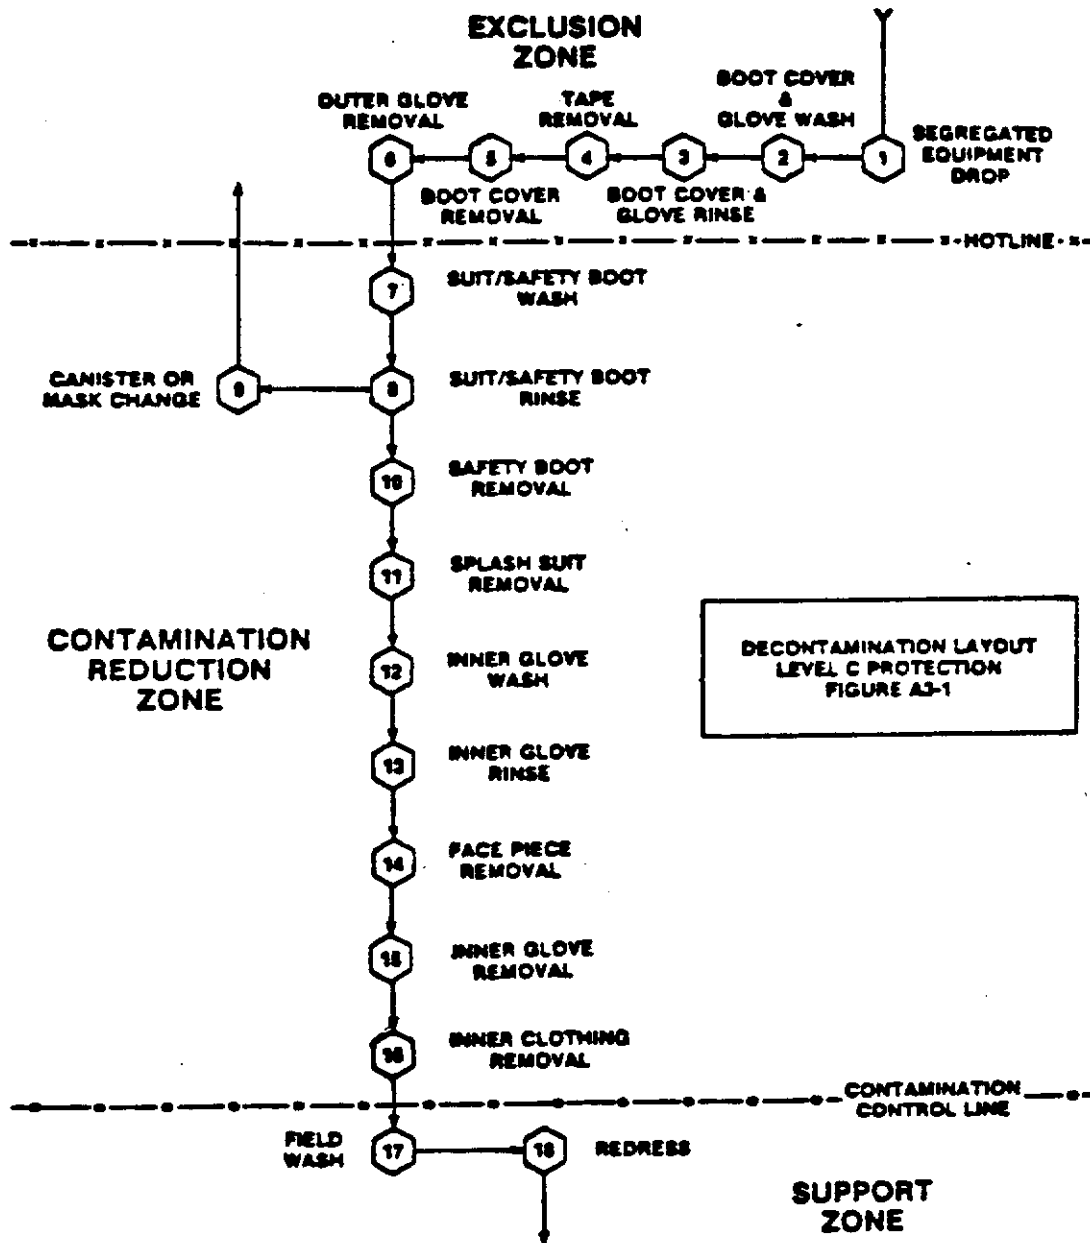 EXCLUSION
ZONE
OUTER GLOVE
REMOVAL
TAPE
REMOVAL
BOOT COVER
&
GLOVE WASH
SEGREGATED
EQUIPMENT
DROP
6
5
4
3
2
1
BOOT COVER
REMOVAL
BOOT COVER &
GLOVE RINSE
HOTLINE
7
SUIT/SAFETY BOOT
WASH
CANISTER OR
MASK CHANGE
9
8
SUIT/SAFETY BOOT
RINSE
10
SAFETY BOOT
REMOVAL
11
SPLASH SUIT
REMOVAL
CONTAMINATION
REDUCTION
ZONE
12
INNER GLOVE
WASH
DECONTAMINATION LAYOUT
LEVEL C PROTECTION
FIGURE A3-1
13
INNER GLOVE
RINSE
14
FACE PIECE
REMOVAL
15
INNER GLOVE
REMOVAL
16
INNER CLOTHING
REMOVAL
CONTAMINATION
CONTROL LINE
FIELD
WASH
17
18
REDRESS
SUPPORT
ZONE